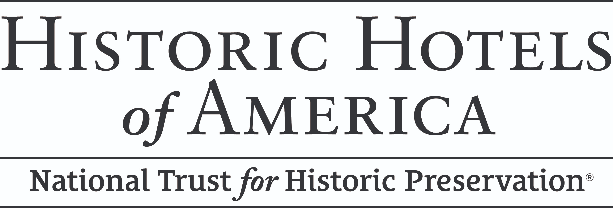 Historic Hotels
of America
National Trust for Historic Preservation®